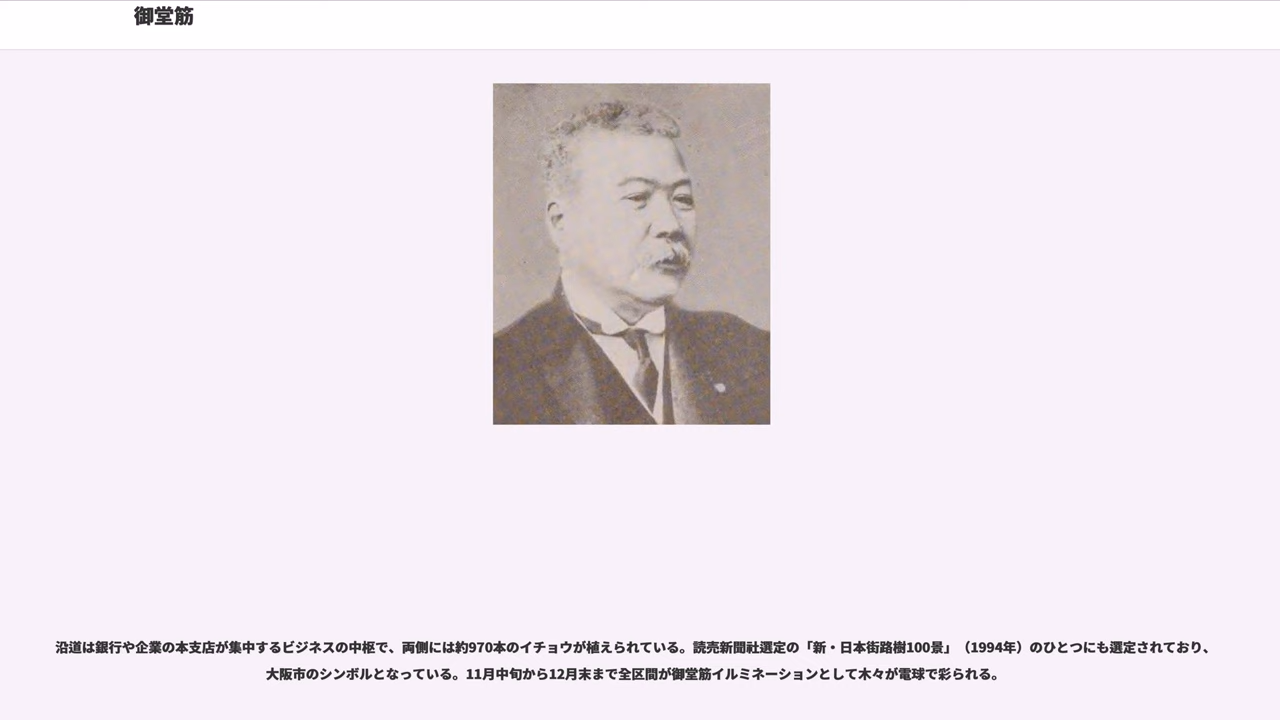 御堂筋
沿道は銀行や企業の本支店が集中するビジネスの中枢で、両側には約970本のイチョウが植えられている。読売新聞社選定の「新・日本街路樹100景」（1994年）のひとつにも選定されており、
大阪市のシンボルとなっている。11月中旬から12月末まで全区間が御堂筋イルミネーションとして木々が電球で彩られる。